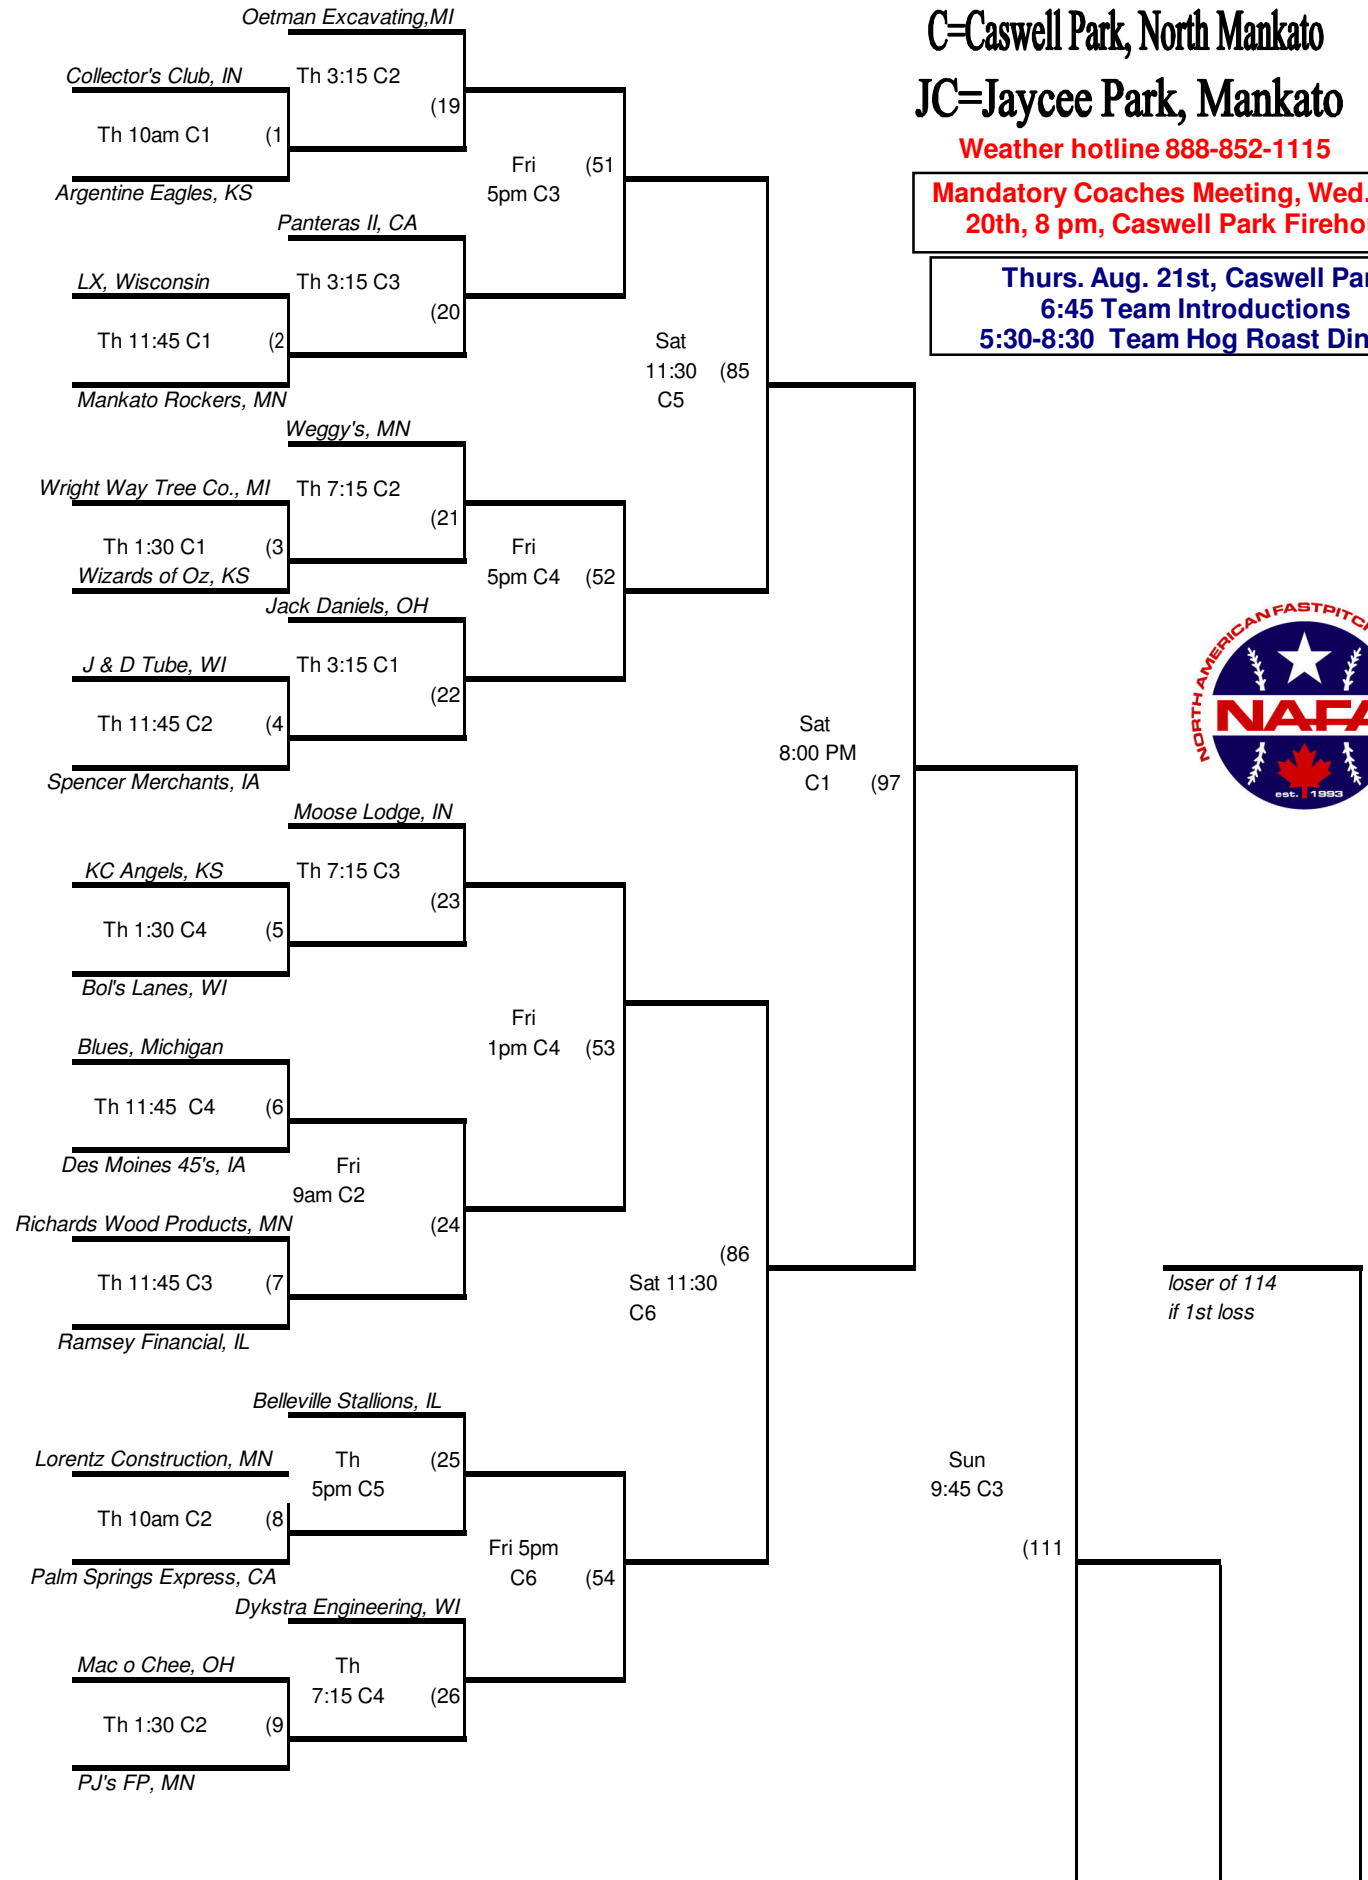 Oetman Excavating,MI
C=Caswell Park, North Mankato
Collector's Club, IN
Th 3:15 C2
(19
JC=Jaycee Park, Mankato
Th 10am C1 (1
Weather hotline 888-852-1115
Argentine Eagles, KS
Fri (51
5pm C3
Mandatory Coaches Meeting, Wed.
20th, 8 pm, Caswell Park
Panteras II, CA
LX, Wisconsin
Th 3:15 C3
(20
Thurs. Aug. 21st, Caswell
6:45 Team Introductions
5:30-8:30 Team Hog Roast
Th 11:45 C1 (2
Mankato Rockers, MN
Sat
11:30 (85
C5
Weggy's, MN
Wright Way Tree Co., MI
Th 7:15 C2
(21
Th 1:30 C1 (3
Wizards of Oz, KS
Fri
5pm C4 (52
Jack Daniels, OH
J & D Tube, WI
Th 3:15 C1
(22
Th 11:45 C2 (4
Spencer Merchants, IA
Sat
8:00 PM
C1 (97
NORTH AMERICAN
NAFA
est. 1993
Moose Lodge, IN
KC Angels, KS
Th 7:15 C3
(23
Th 1:30 C4 (5
Bol's Lanes, WI
Fri
1pm C4 (53
Blues, Michigan
Th 11:45 C4 (6
Des Moines 45's, IA
Fri
9am C2
(24
Richards Wood Products, MN
Th 11:45 C3 (7
Ramsey Financial, IL
(86
Sat 11:30
C6
loser of 114
if 1st loss
Belleville Stallions, IL
Lorentz Construction, MN
Th (25
5pm C5
Th 10am C2 (8
Palm Springs Express, CA
Fri 5pm
C6 (54
Sun
9:45 C3
(111
Dykstra Engineering, WI
Mac o Chee, OH
Th
7:15 C4 (26
Th 1:30 C2 (9
PJ's FP, MN